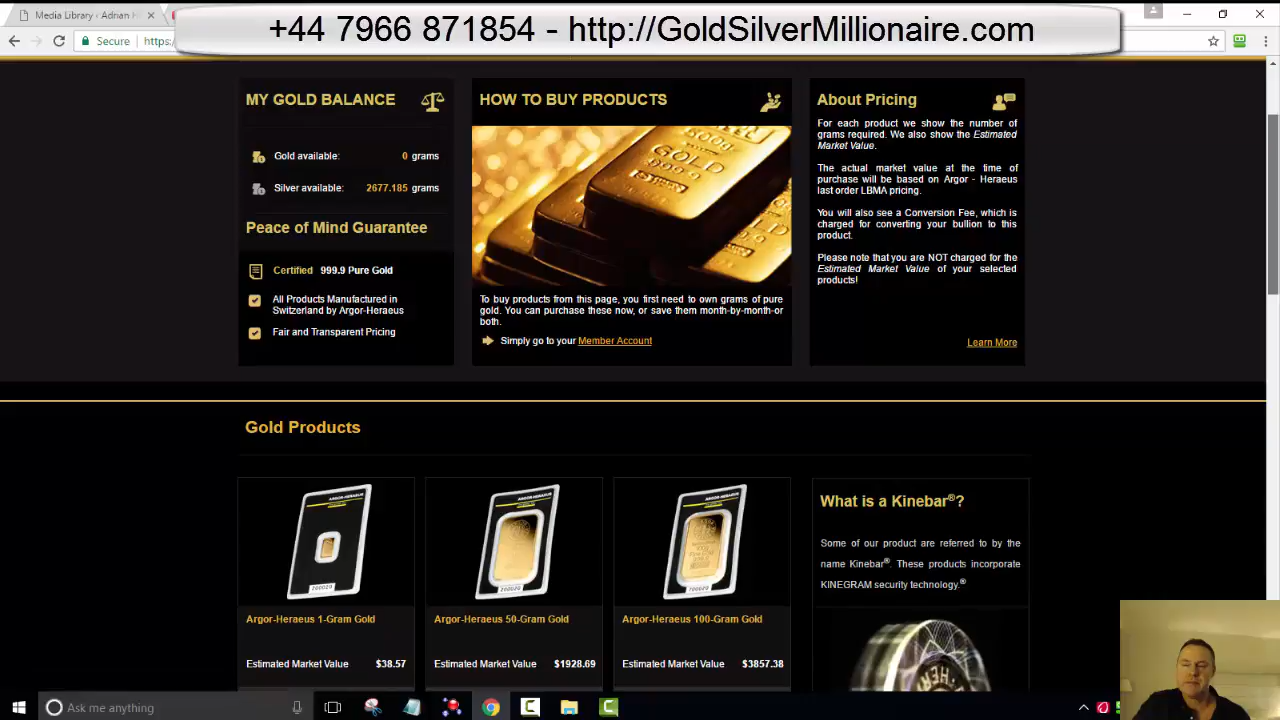 Media Library ‹ Adnan H
+44 7966 871854 - http://GoldSilverMillionaire.com
Secure
https:
MY GOLD BALANCE
Gold available: 0 grams
Silver available: 2677.185 grams
Peace of Mind Guarantee
Certified 999.9 Pure Gold
All Products Manufactured in
Switzerland by Argor-Heraeus
Fair and Transparent Pricing
HOW TO BUY PRODUCTS
GOLD
999.9
To buy products from this page, you first need to own grams of pure
gold. You can purchase these now, or save them month-by-month-or
both.
Simply go to your Member Account
About Pricing
For each product we show the number of
grams required. We also show the Estimated
Market Value.
The actual market value at the time of
purchase will be based on Argor - Heraeus
last order LBMA pricing.
You will also see a Conversion Fee, which is
charged for converting your bullion to this
product.
Please note that you are NOT charged for the
Estimated Market Value of your selected
products!
Learn More
Gold Products
ARGOR-HERAEUS
ARGOR-HERAEUS
ARGOR-HERAEUS
Argor-Heraeus 1-Gram Gold
Argor-Heraeus 50-Gram Gold
Argor-Heraeus 100-Gram Gold
Estimated Market Value $38.57
Estimated Market Value $1928.69
Estimated Market Value $3857.38
What is a Kinebar®?
Some of our product are referred to by the
name Kinebar®. These products incorporate
KINEGRAM security technology.®
Ask me anything